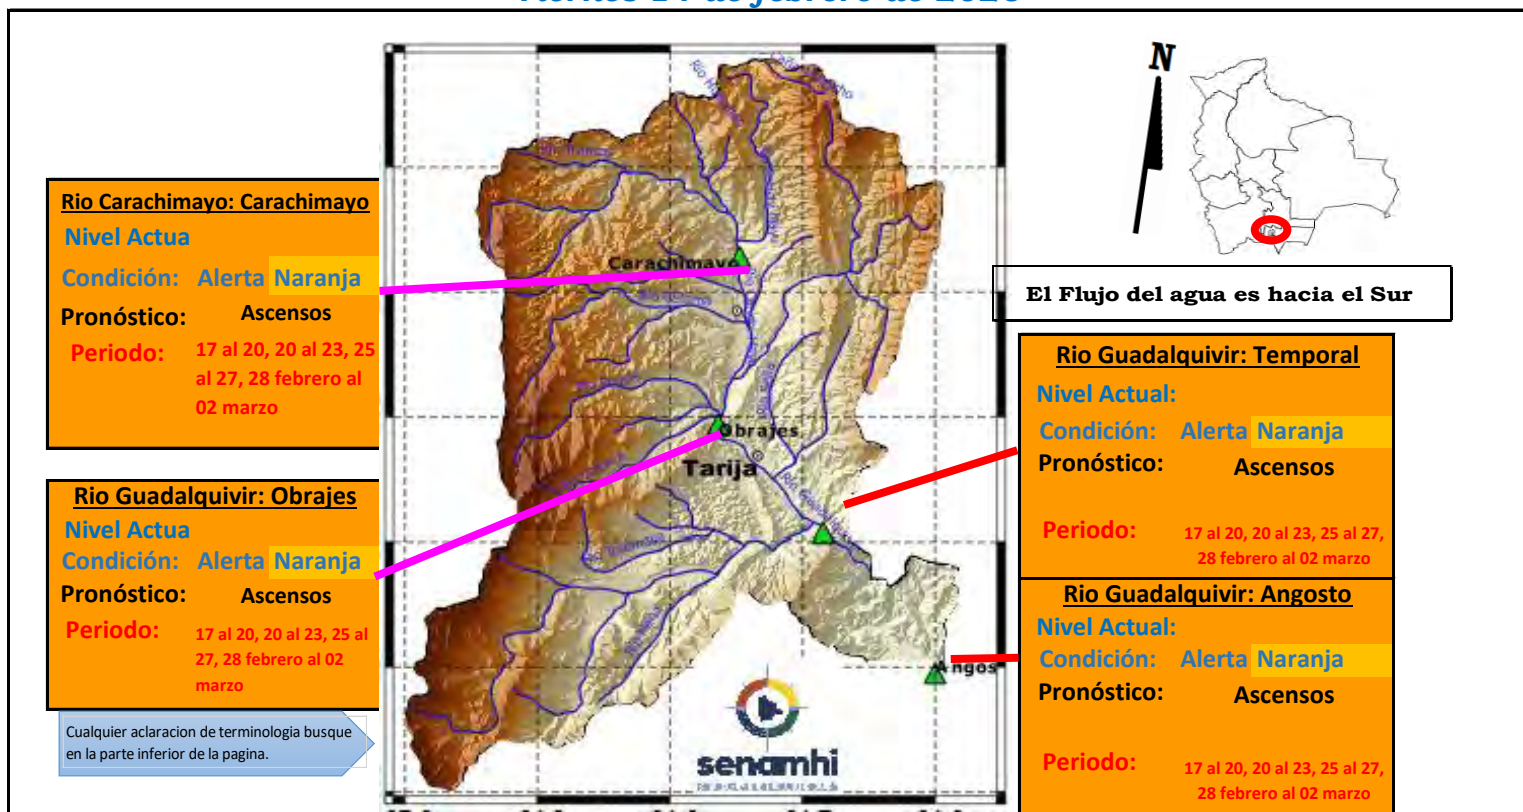 Rio Carachimayo: Carachimayo
Nivel Actua
Condición: Alerta Naranja
Pronóstico: Ascensos
Periodo: 17 al 20, 20 al 23, 25
al 27, 28 febrero al
02 marzo
Rio Guadalquivir: Obrajes
Nivel Actua
Condición: Alerta Naranja
Pronóstico: Ascensos
Periodo: 17 al 20, 20 al 23, 25 al
27, 28 febrero al 02
marzo
Cualquier aclaracion de terminologia busque
en la parte inferior de la pagina.
Carachimayo
Obrajes
Tarija
Angos
senamhi
N
El Flujo del agua es hacia el Sur
Rio Guadalquivir: Temporal
Nivel Actual:
Condición: Alerta Naranja
Pronóstico: Ascensos
Periodo: 17 al 20, 20 al 23, 25 al 27,
28 febrero al 02 marzo
Rio Guadalquivir: Angosto
Nivel Actual:
Condición: Alerta Naranja
Pronóstico: Ascensos
Periodo: 17 al 20, 20 al 23, 25 al 27,
28 febrero al 02 marzo